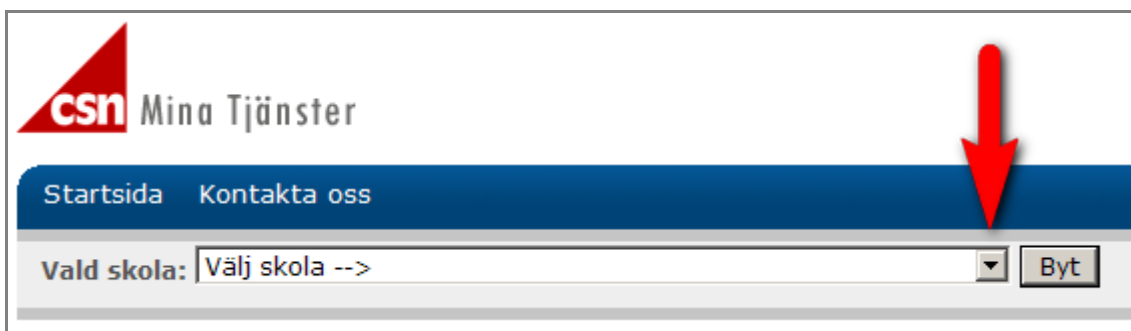 csn Mina Tjänster
Startsida Kontakta oss
Vald skola: Välj skola --> Byt